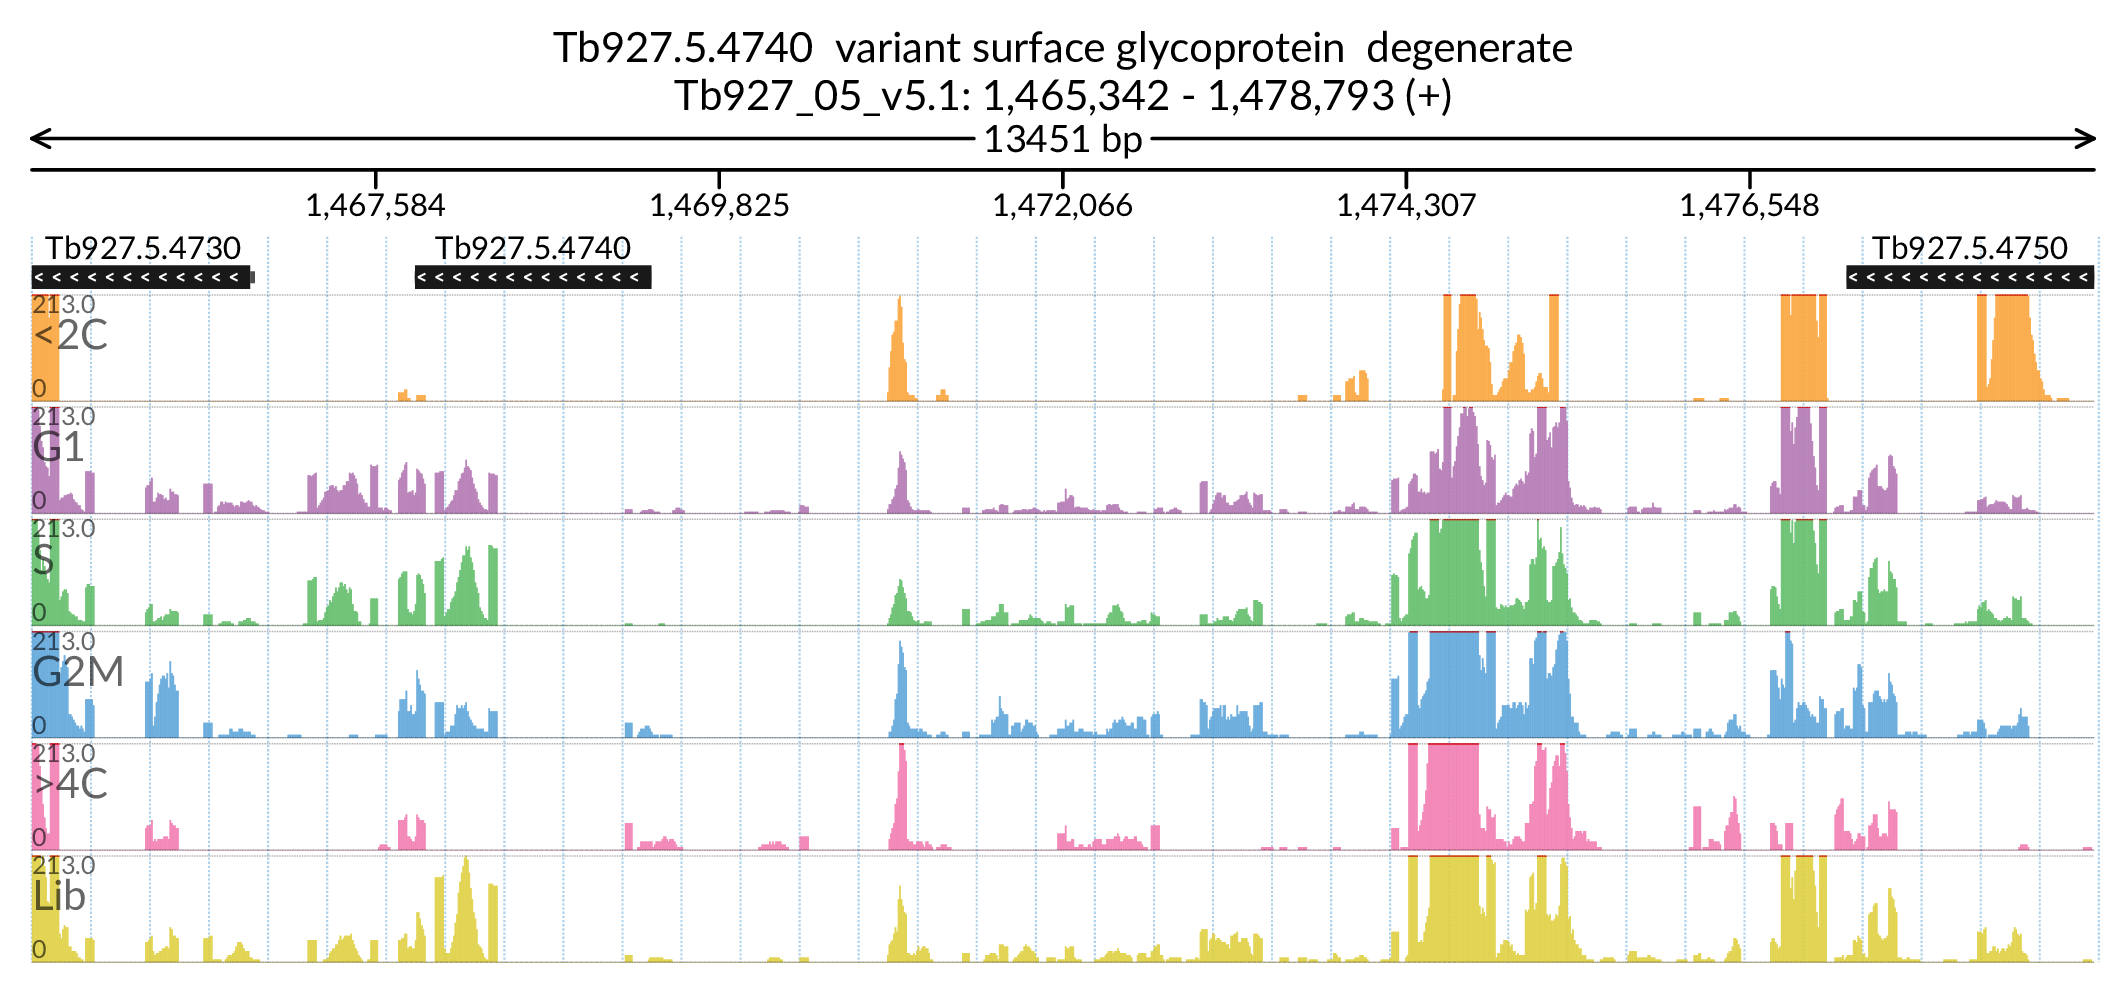 Tb927.5.4740 variant surface glycoprotein degenerate
Tb927_05_v5.1: 1,465,342 - 1,478,793 (+)
13451 bp
1,467,584 1,469,825 1,472,066 1,474,307 1,476,548
Tb927.5.4730 Tb927.5.4740 Tb927.5.4750
213.0
<2C
0
213.0
G1
0
213.0
S
0
213.0
G2M
0
213.0
>4C
0
213.0
Lib
0